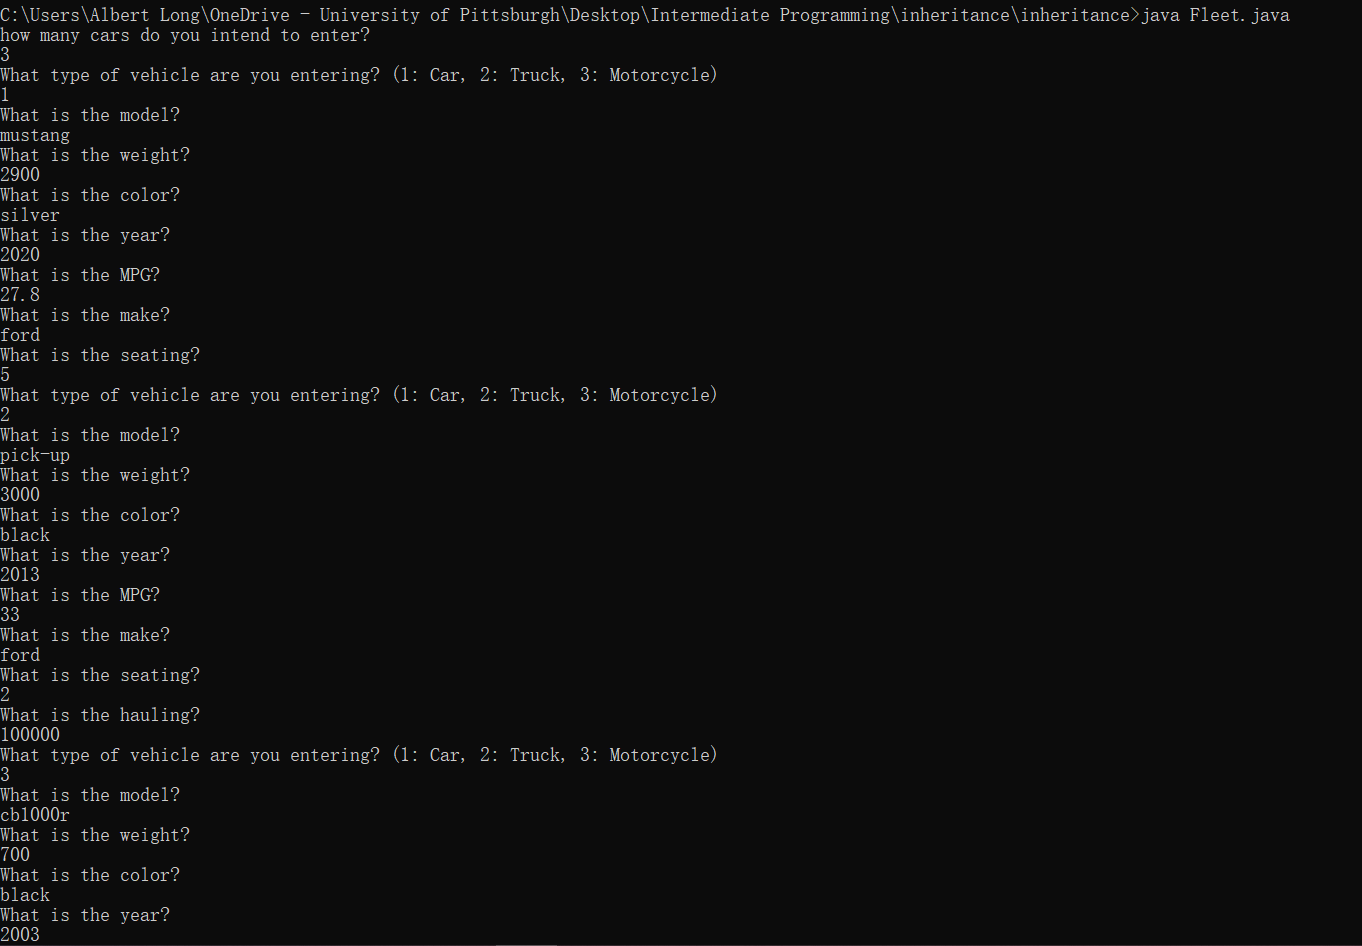 C:\Users\Albert Long\OneDrive - University of Pittsburgh\Desktop\Intermediate Programming\inheritance\inheritance>java Fleet.java
how many cars do you intend to enter?
3
What type of vehicle are you entering? (1: Car, 2: Truck, 3: Motorcycle)
1
What is the model?
mustang
What is the weight?
2900
What is the color?
silver
What is the year?
2020
What is the MPG?
27.8
What is the make?
ford
What is the seating?
5
What type of vehicle are you entering? (1: Car, 2: Truck, 3: Motorcycle)
2
What is the model?
pick-up
What is the weight?
3000
What is the color?
black
What is the year?
2013
What is the MPG?
33
What is the make?
ford
What is the seating?
2
What is the hauling?
100000
What type of vehicle are you entering? (1: Car, 2: Truck, 3: Motorcycle)
3
What is the model?
cb1000r
What is the weight?
700
What is the color?
black
What is the year?
2003